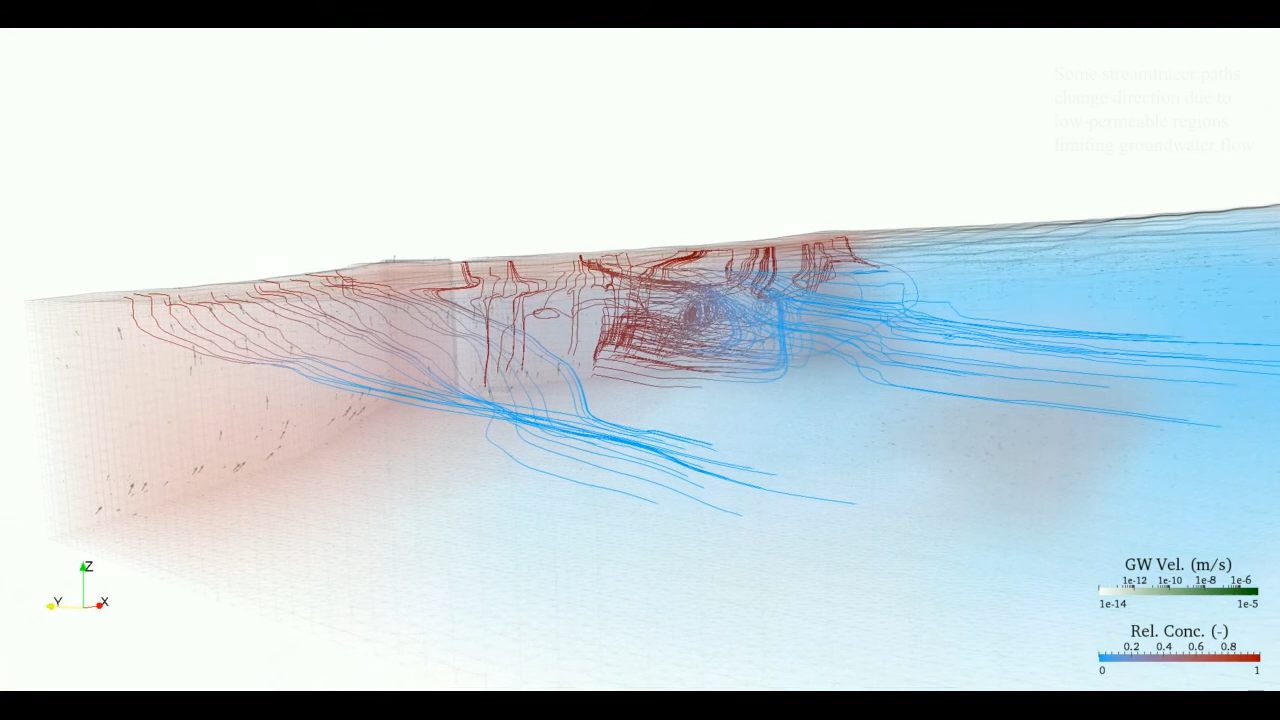 Some streamtracer paths
change direction due to
low-permeable regions
limiting groundwater flow
GW Vel. (m/s)
1e-12 1e-10 1e-8 1e-6
1e-14 1e-5
Rel. Conc. (-)
0.2 0.4 0.6 0.8
0 1
Z
Y X